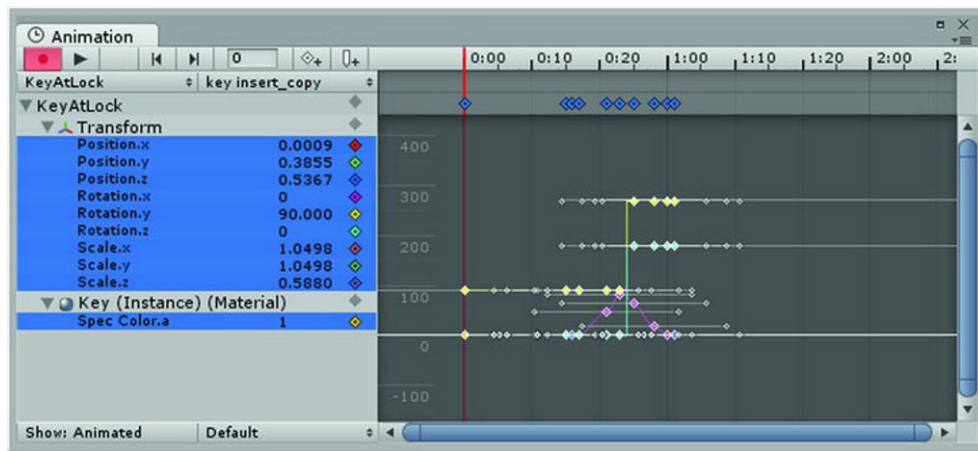 Animation
0
0:00 0:10 0:20 1:00 1:10 1:20 2:00 2:
KeyAtLock key insert_copy
KeyAtLock
Transform
Position.x 0.0009
Position.y 0.3855
Position.z 0.5367
Rotation.x 0
Rotation.y 90.000
Rotation.z 0
Scale.x 1.0498
Scale.y 1.0498
Scale.z 0.5880
Key (Instance) (Material)
Spec Color.a 1
400
300
200
100
0
-100
Show: Animated Default